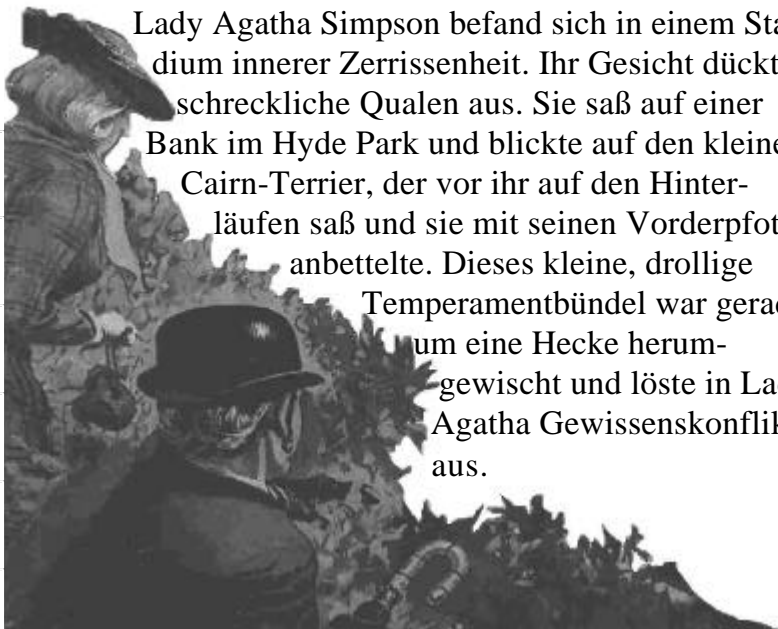 Lady Agatha Simpson befand sich in einem Sta
dium innerer Zerrissenheit. Ihr Gesicht dückt
schreckliche Qualen aus. Sie saß auf einer
Bank im Hyde Park und blickte auf den kleine
Cairn-Terrier, der vor ihr auf den Hinter-
läufen saß und sie mit seinen Vorderpfot
anbettelte. Dieses kleine, drollige
Temperamentbündel war gerad
um eine Hecke herum-
gewischt und löste in La
Agatha Gewissenskonflik
aus.